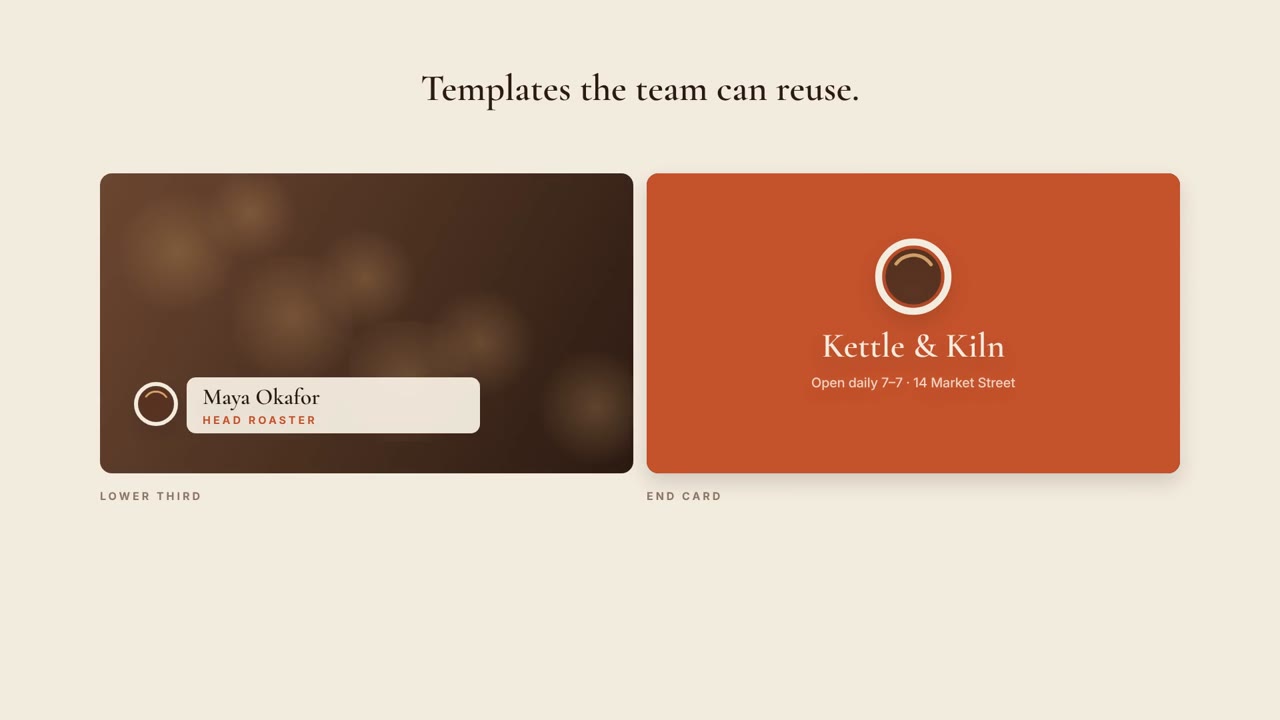 Templates the team can reuse.
Maya Okafor
HEAD ROASTER
LOWER THIRD
Kettle & Kiln
Open daily 7–7 · 14 Market Street
END CARD